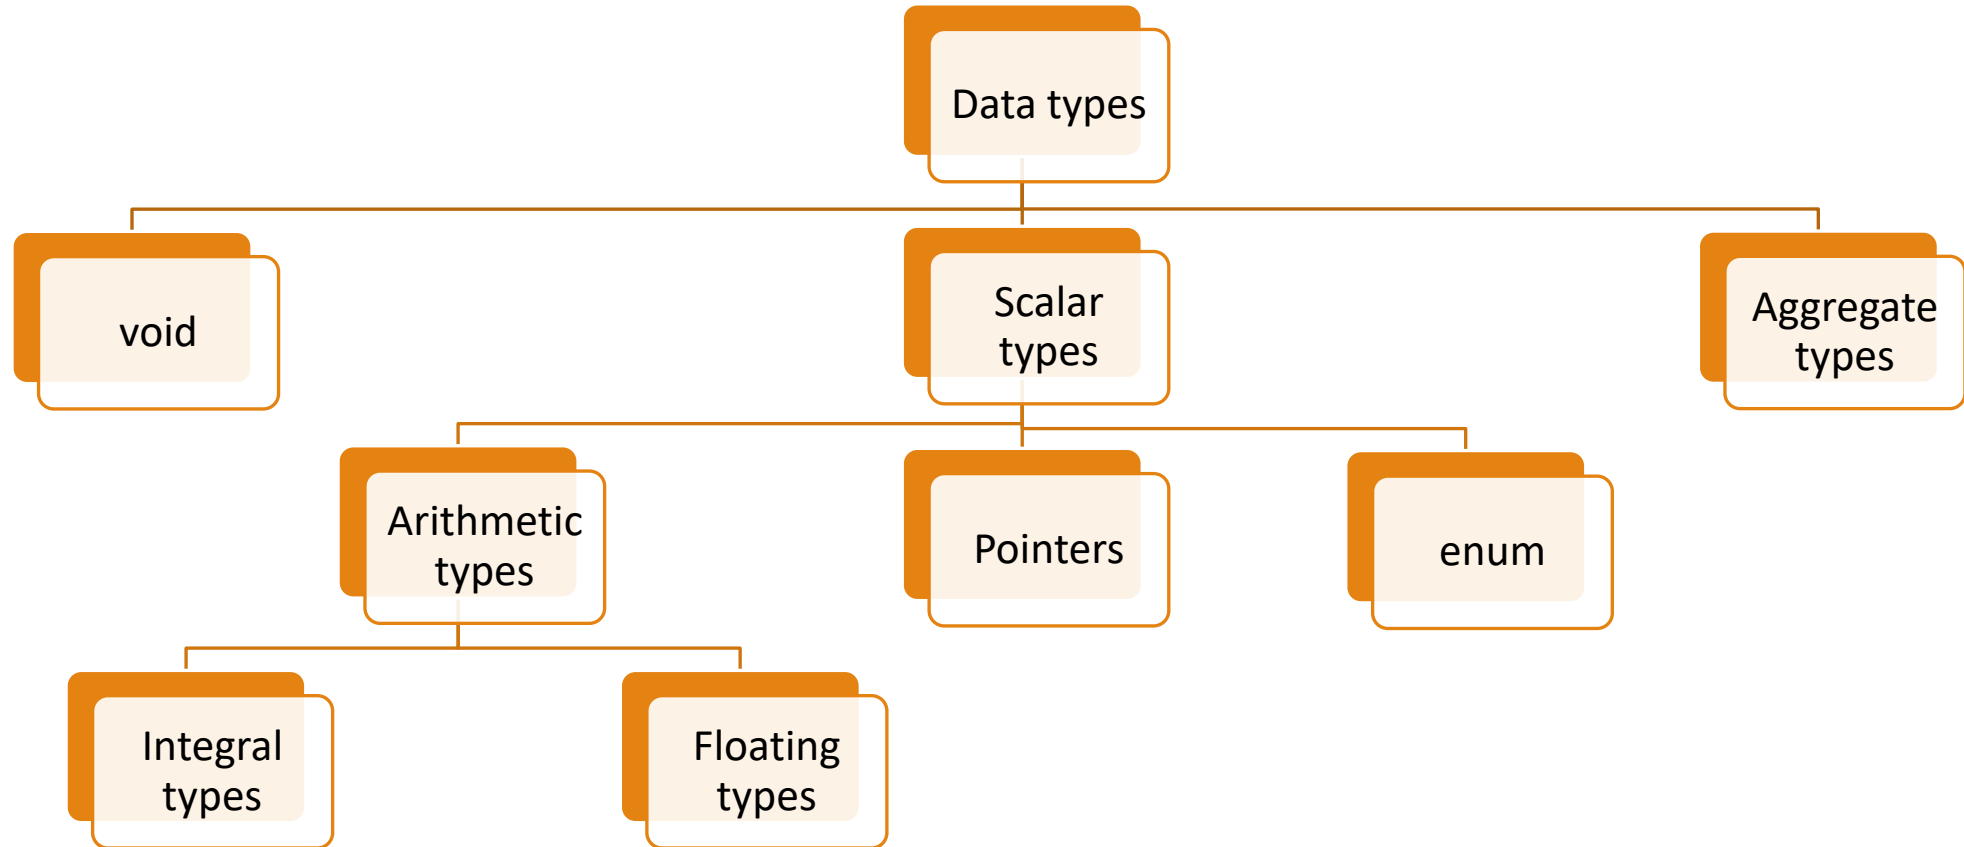 Data types
void
Scalar
types
Aggregate
types
Arithmetic
types
Pointers
enum
Integral
types
Floating
types